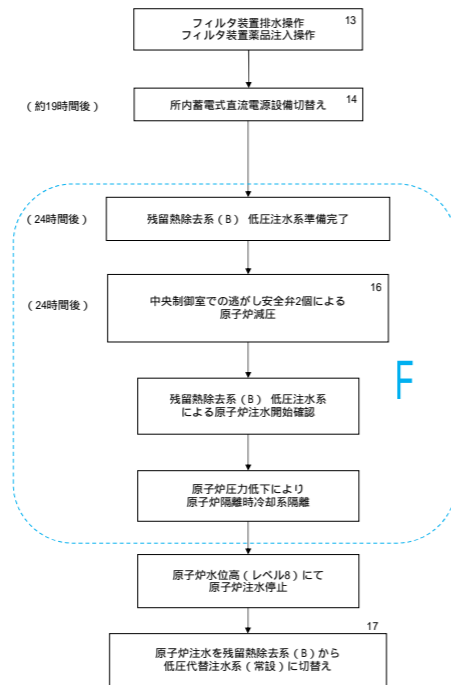 13
フィルタ装置排水操作
フィルタ装置薬品注入操作
14
(約19時間後)
所内蓄電式直流電源設備切替え
(24時間後)
残留熱除去系(B) 低圧注水系準備完了
16
(24時間後)
中央制御室での逃がし安全弁2個による
原子炉減圧
F
残留熱除去系(B) 低圧注水系
による原子炉注水開始確認
原子炉圧力低下により
原子炉隔離時冷却系隔離
原子炉水位高(レベル8)にて
原子炉注水停止
17
原子炉注水を残留熱除去系(B)から
低圧代替注水系(常設)に切替え